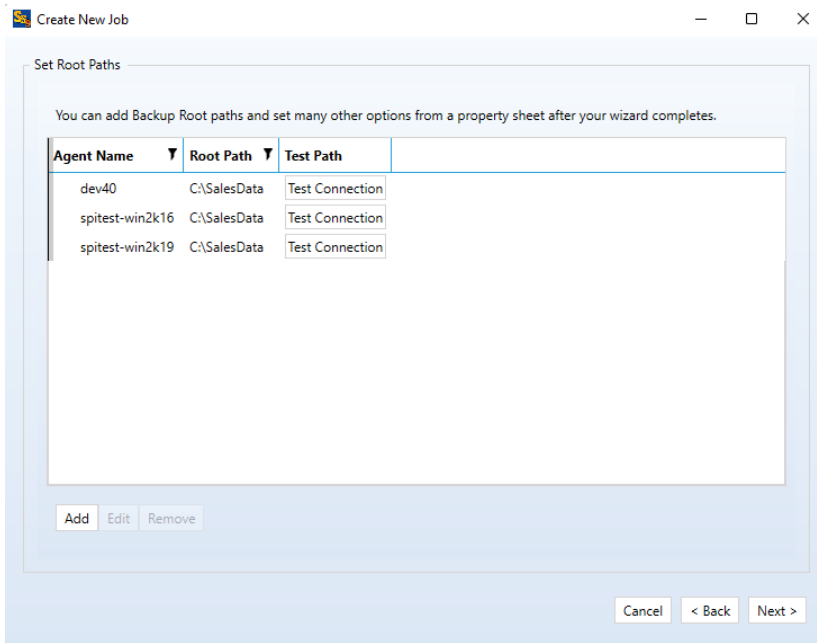 Create New Job
Set Root Paths
You can add Backup Root paths and set many other options from a property sheet after your wizard completes.
Agent Name Root Path Test Path
dev40 C:\SalesData Test Connection
spitest-win2k16 C:\SalesData Test Connection
spitest-win2k19 C:\SalesData Test Connection
Add Edit Remove
Cancel < Back Next >